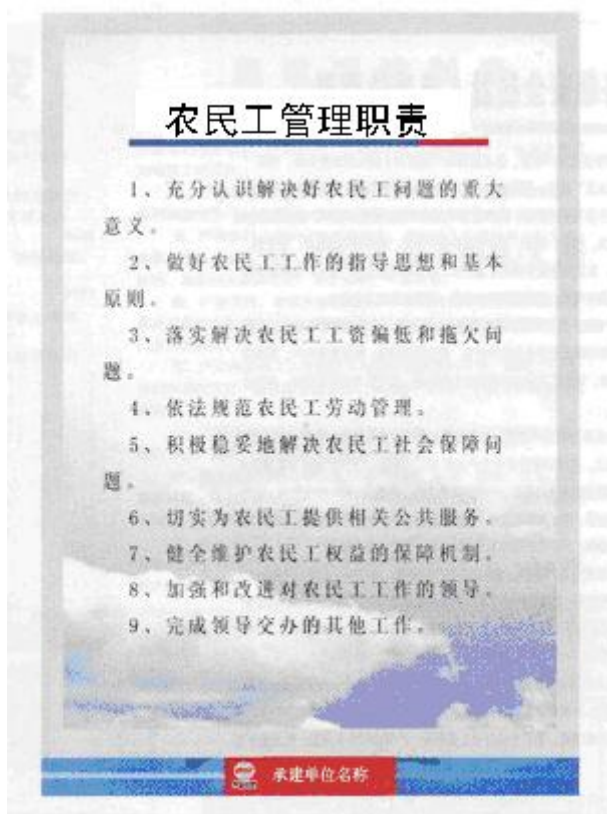 农民工管理职责
1、充分认识解决好农民工问题的重大
意义。
2、做好农民工工作的指导思想和基本
原则。
3、落实解决农民工工资偏低和拖欠问
题。
4、依法规范农民工劳动管理。
5、积极稳妥地解决农民工社会保障问
题。
6、切实为农民工提供相关公共服务。
7、健全维护农民工权益的保障机制。
8、加强和改进对农民工工作的领导。
9、完成领导交办的其他工作。
承建单位名称